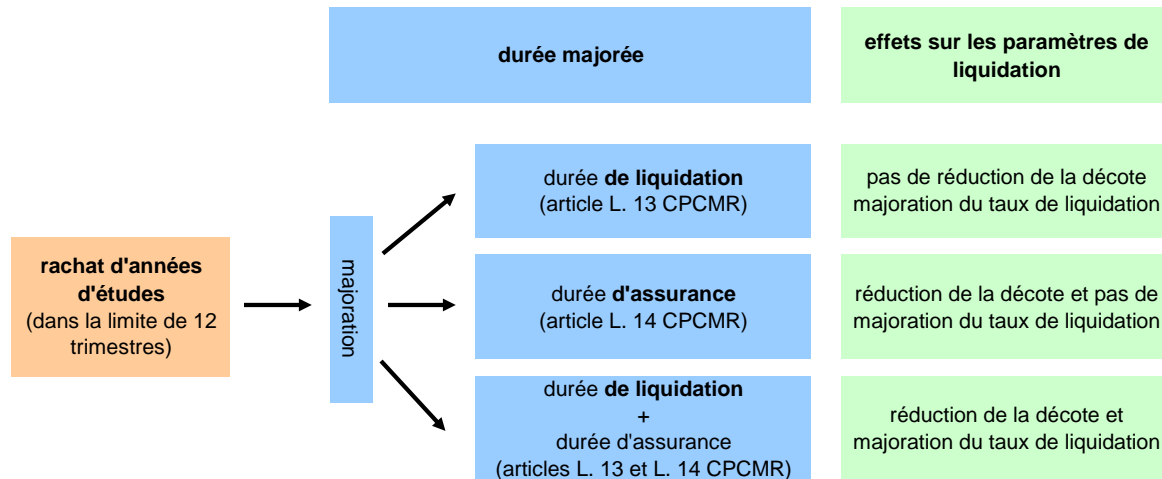 durée majorée
effets sur les paramètres de
liquidation
rachat d'années
d'études
(dans la limite de 12
trimestres)
majoration
durée de liquidation
(article L. 13 CPCMR)
pas de réduction de la décote
majoration du taux de liquidation
durée d'assurance
(article L. 14 CPCMR)
réduction de la décote et pas de
majoration du taux de liquidation
durée de liquidation
+
durée d'assurance
(articles L. 13 et L. 14 CPCMR)
réduction de la décote et
majoration du taux de liquidation